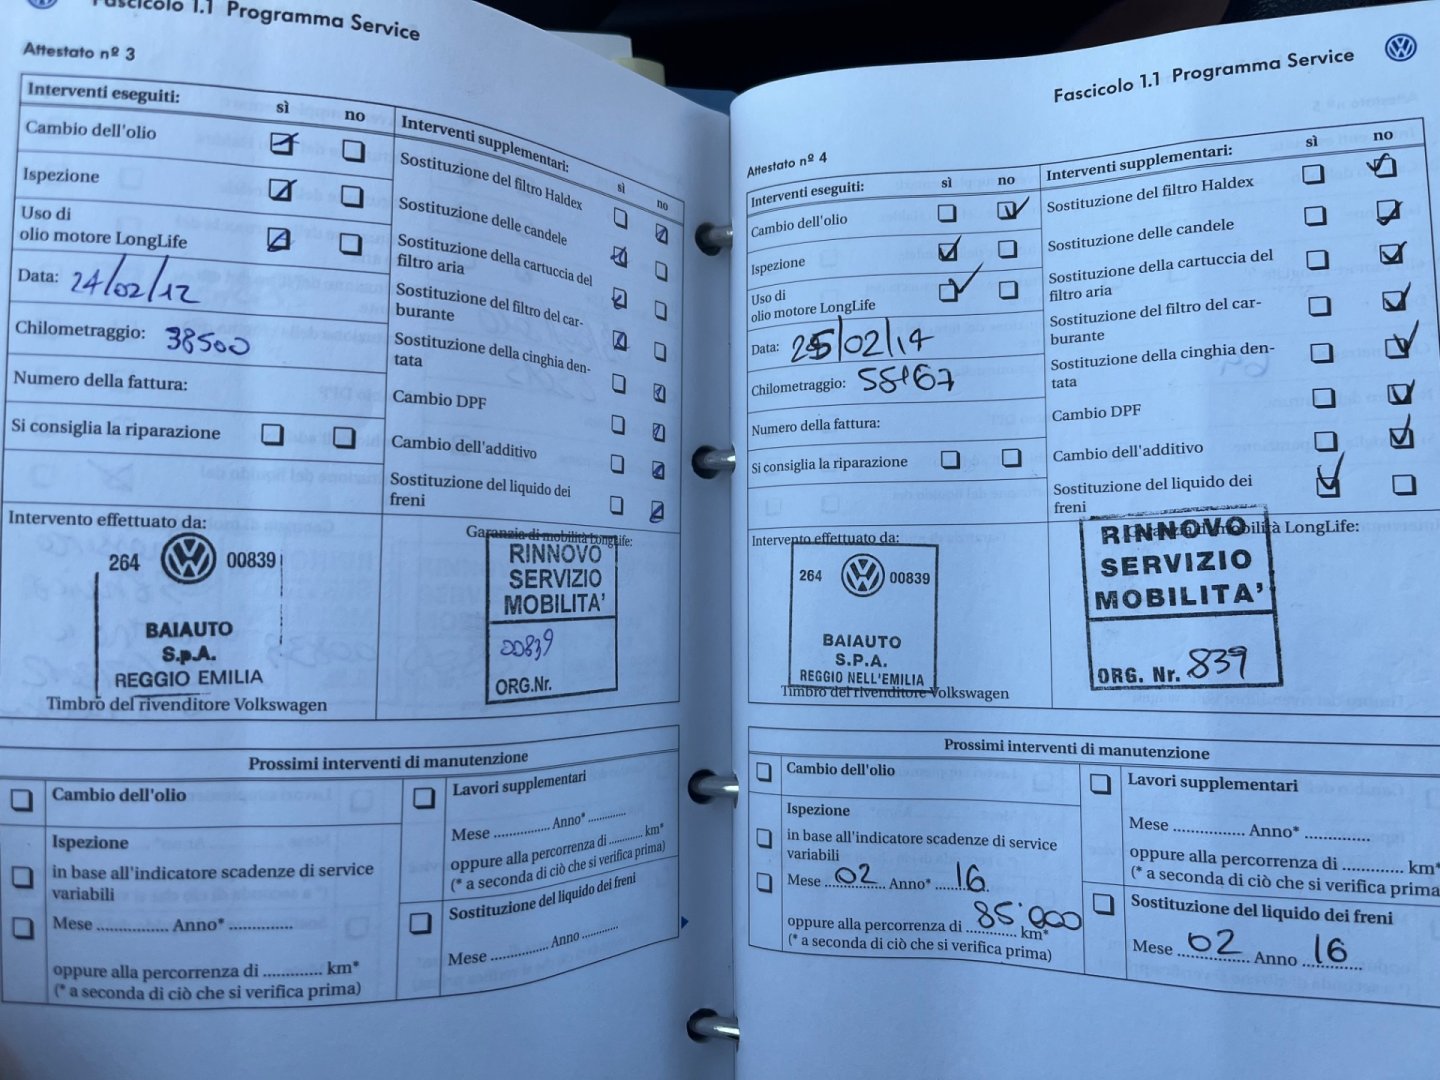 Fascicolo 1.1 Programma Service
Attestato nº 3
Interventi eseguiti:
sì
no
Cambio dell'olio
Ispezione
Uso di
olio motore LongLife
Data: 24/02/12
Chilometraggio: 38500
Numero della fattura:
Si consiglia la riparazione
Interventi supplementari:
sì
no
Sostituzione del filtro Haldex
Sostituzione delle candele
Sostituzione della cartuccia del
filtro aria
Sostituzione del filtro del car-
burante
Sostituzione della cinghia den-
tata
Cambio DPF
Cambio dell'additivo
Sostituzione del liquido dei
freni
Intervento effettuato da:
264 00839
BAIAUTO
S.p.A.
REGGIO EMILIA
Timbro del rivenditore Volkswagen
Garanzia di mobilità LongLife:
RINNOVO
SERVIZIO
MOBILITA'
00839
ORG.Nr.
Prossimi interventi di manutenzione
Cambio dell'olio
Ispezione
in base all'indicatore scadenze di service
variabili
Mese ............... Anno* .............
oppure alla percorrenza di ............ km*
(* a seconda di ciò che si verifica prima)
Lavori supplementari
Mese ............... Anno* .............
oppure alla percorrenza di ........... km*
(* a seconda di ciò che si verifica prima)
Sostituzione del liquido dei freni
Mese ............... Anno .............
Fascicolo 1.1 Programma Service
Attestato nº 4
Interventi eseguiti:
sì
no
Cambio dell'olio
Ispezione
Uso di
olio motore LongLife
Data: 25/02/14
Chilometraggio: 58167
Numero della fattura:
Si consiglia la riparazione
Interventi supplementari:
sì
no
Sostituzione del filtro Haldex
Sostituzione delle candele
Sostituzione della cartuccia del
filtro aria
Sostituzione del filtro del car-
burante
Sostituzione della cinghia den-
tata
Cambio DPF
Cambio dell'additivo
Sostituzione del liquido dei
freni
Intervento effettuato da:
264 00839
BAIAUTO
S.P.A.
REGGIO NELL'EMILIA
Timbro del rivenditore Volkswagen
Garanzia di mobilità LongLife:
RINNOVO
SERVIZIO
MOBILITA'
ORG. Nr. 839
Prossimi interventi di manutenzione
Cambio dell'olio
Ispezione
in base all'indicatore scadenze di service
variabili
Mese 02 Anno* 16
oppure alla percorrenza di 85'000 km*
(* a seconda di ciò che si verifica prima)
Lavori supplementari
Mese ............... Anno* .............
oppure alla percorrenza di ............ km*
(* a seconda di ciò che si verifica prima
Sostituzione del liquido dei freni
Mese 02 Anno 16